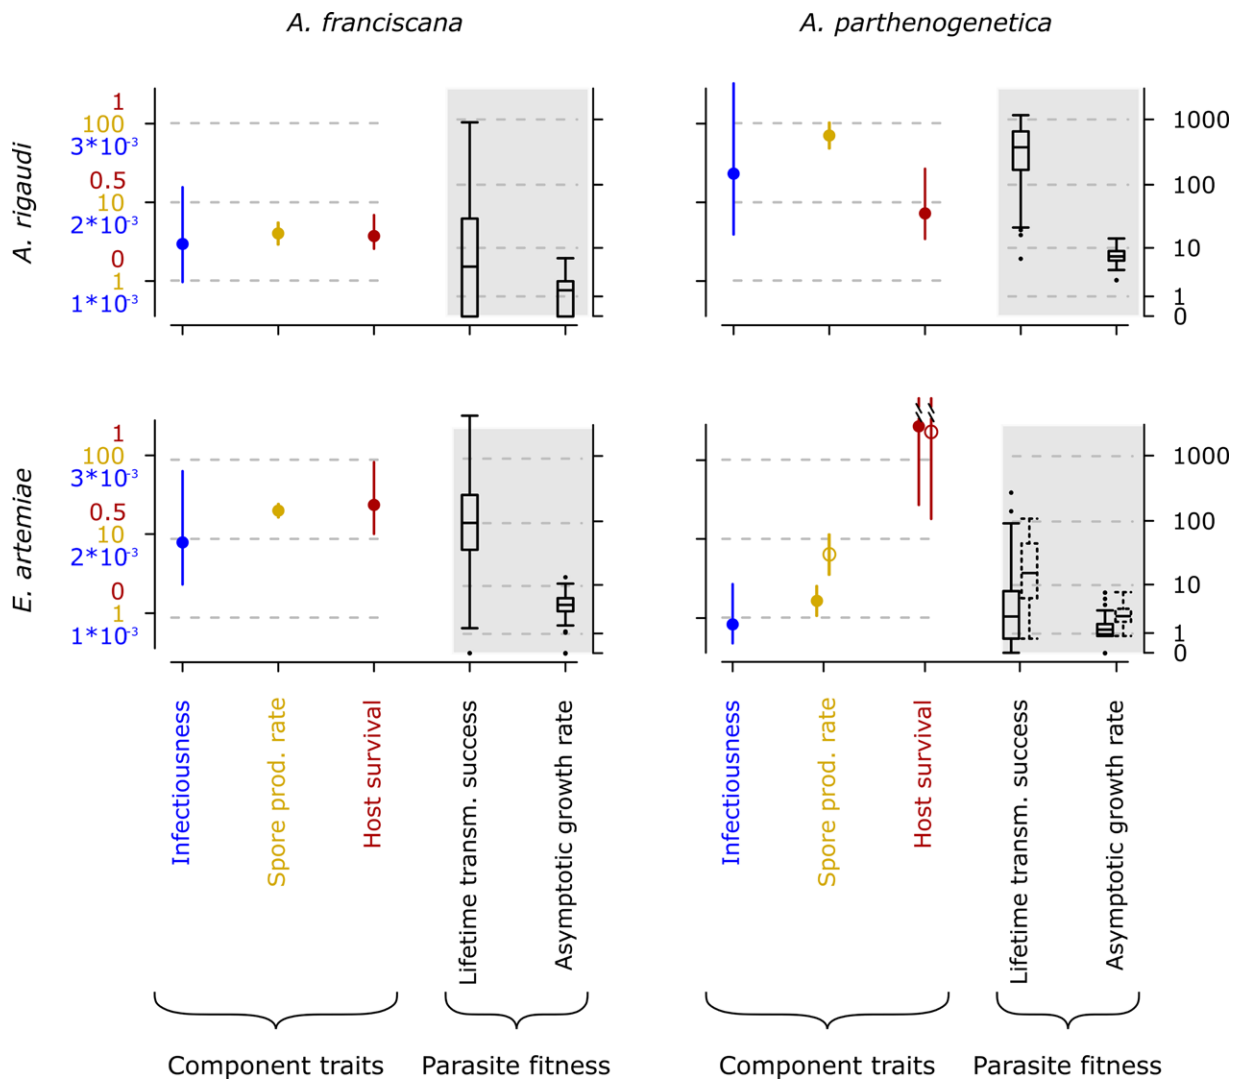 A. franciscana
A. parthenogenetica
A. rigaudi
1
100
3*10-3
0.5
10
2*10-3
0
1
1*10-3
1000
100
10
1
0
E. artemiae
1
100
3*10-3
0.5
10
2*10-3
0
1
1*10-3
1000
100
10
1
0
Infectiousness
Spore prod. rate
Host survival
Lifetime transm. success
Asymptotic growth rate
Infectiousness
Spore prod. rate
Host survival
Lifetime transm. success
Asymptotic growth rate
Component traits
Parasite fitness
Component traits
Parasite fitness